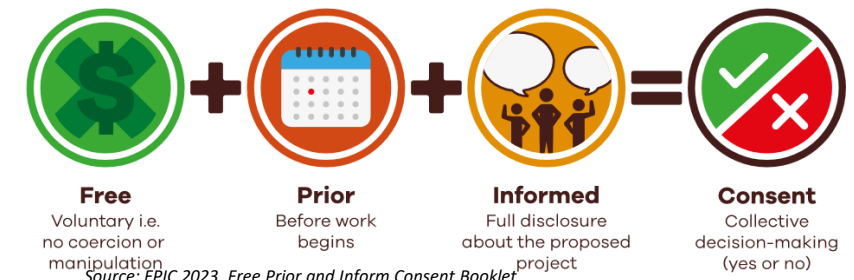 $
Free
Voluntary i.e.
no coercion or
manipulation
Prior
Before work
begins
Informed
Full disclosure
about the proposed
project
Consent
Collective
decision-making
(yes or no)
Source: EPIC 2023. Free Prior and Inform Consent Booklet